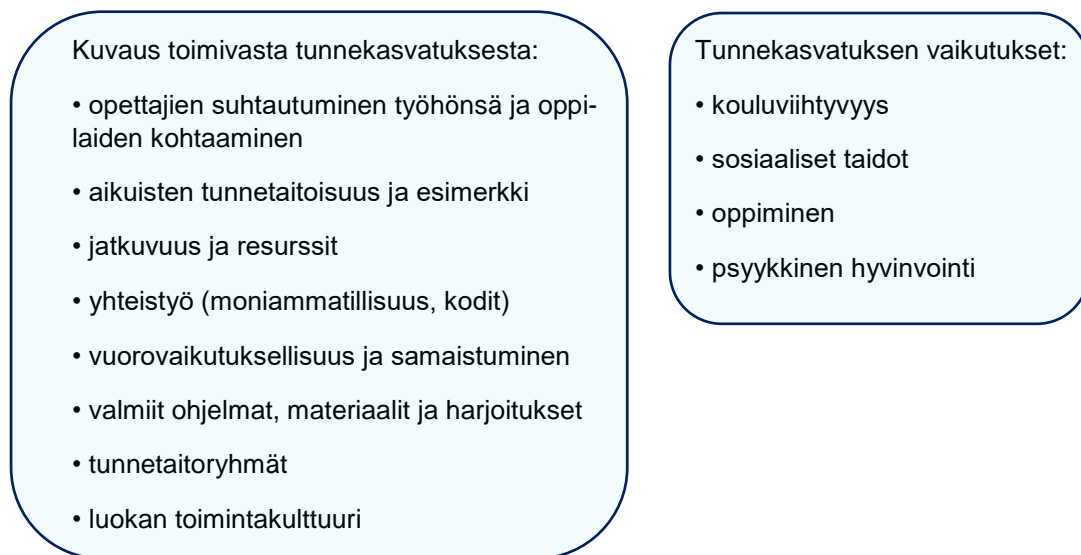 Kuvaus toimivasta tunnekasvatuksesta:
• opettajien suhtautuminen työhönsä ja oppi-
laiden kohtaaminen
• aikuisten tunnetaitoisuus ja esimerkki
• jatkuvuus ja resurssit
• yhteistyö (moniammatillisuus, kodit)
• vuorovaikutuksellisuus ja samaistuminen
• valmiit ohjelmat, materiaalit ja harjoitukset
• tunnetaitoryhmät
• luokan toimintakulttuuri
Tunnekasvatuksen vaikutukset:
• kouluviihtyvyys
• sosiaaliset taidot
• oppiminen
• psyykkinen hyvinvointi